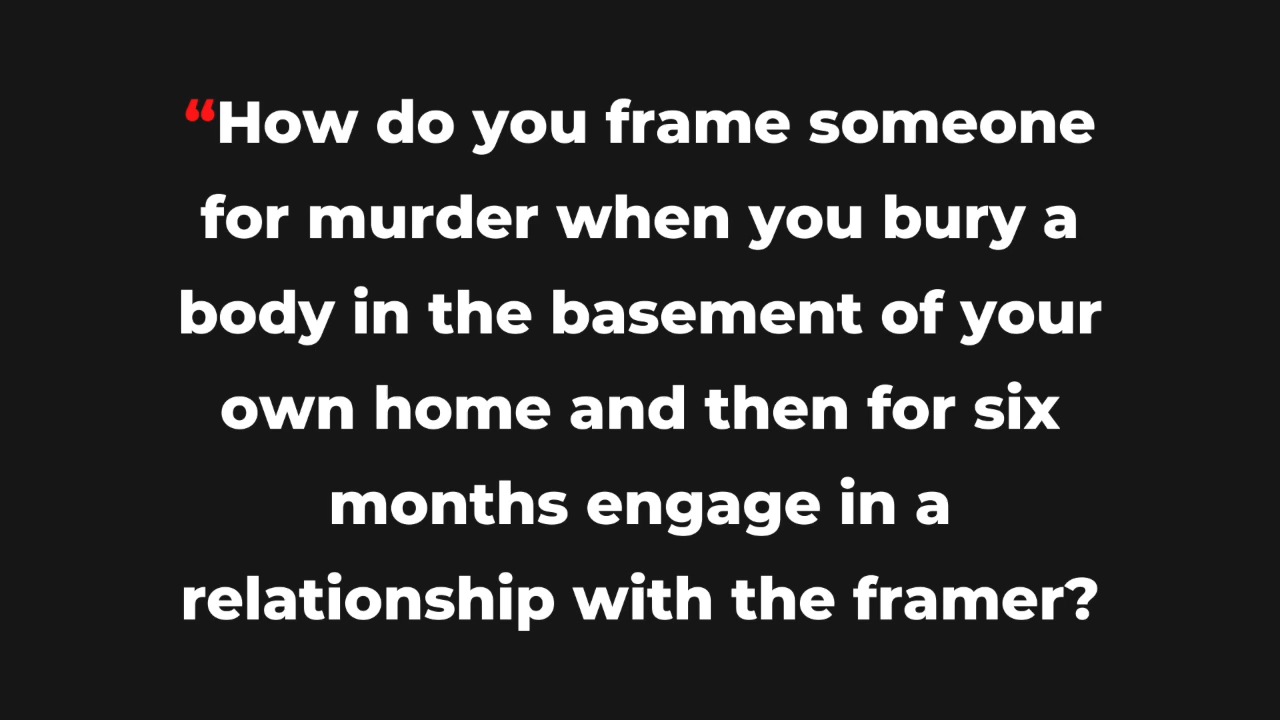 “How do you frame someone
for murder when you bury a
body in the basement of your
own home and then for six
months engage in a
relationship with the framer?